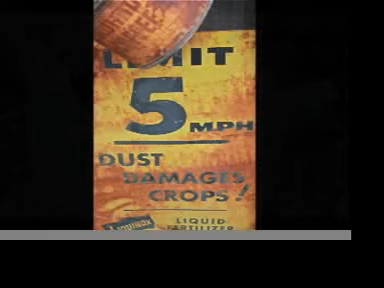 LIMIT
5 MPH
DUST
DAMAGES
CROPS!
LIQUID
FERTILIZER